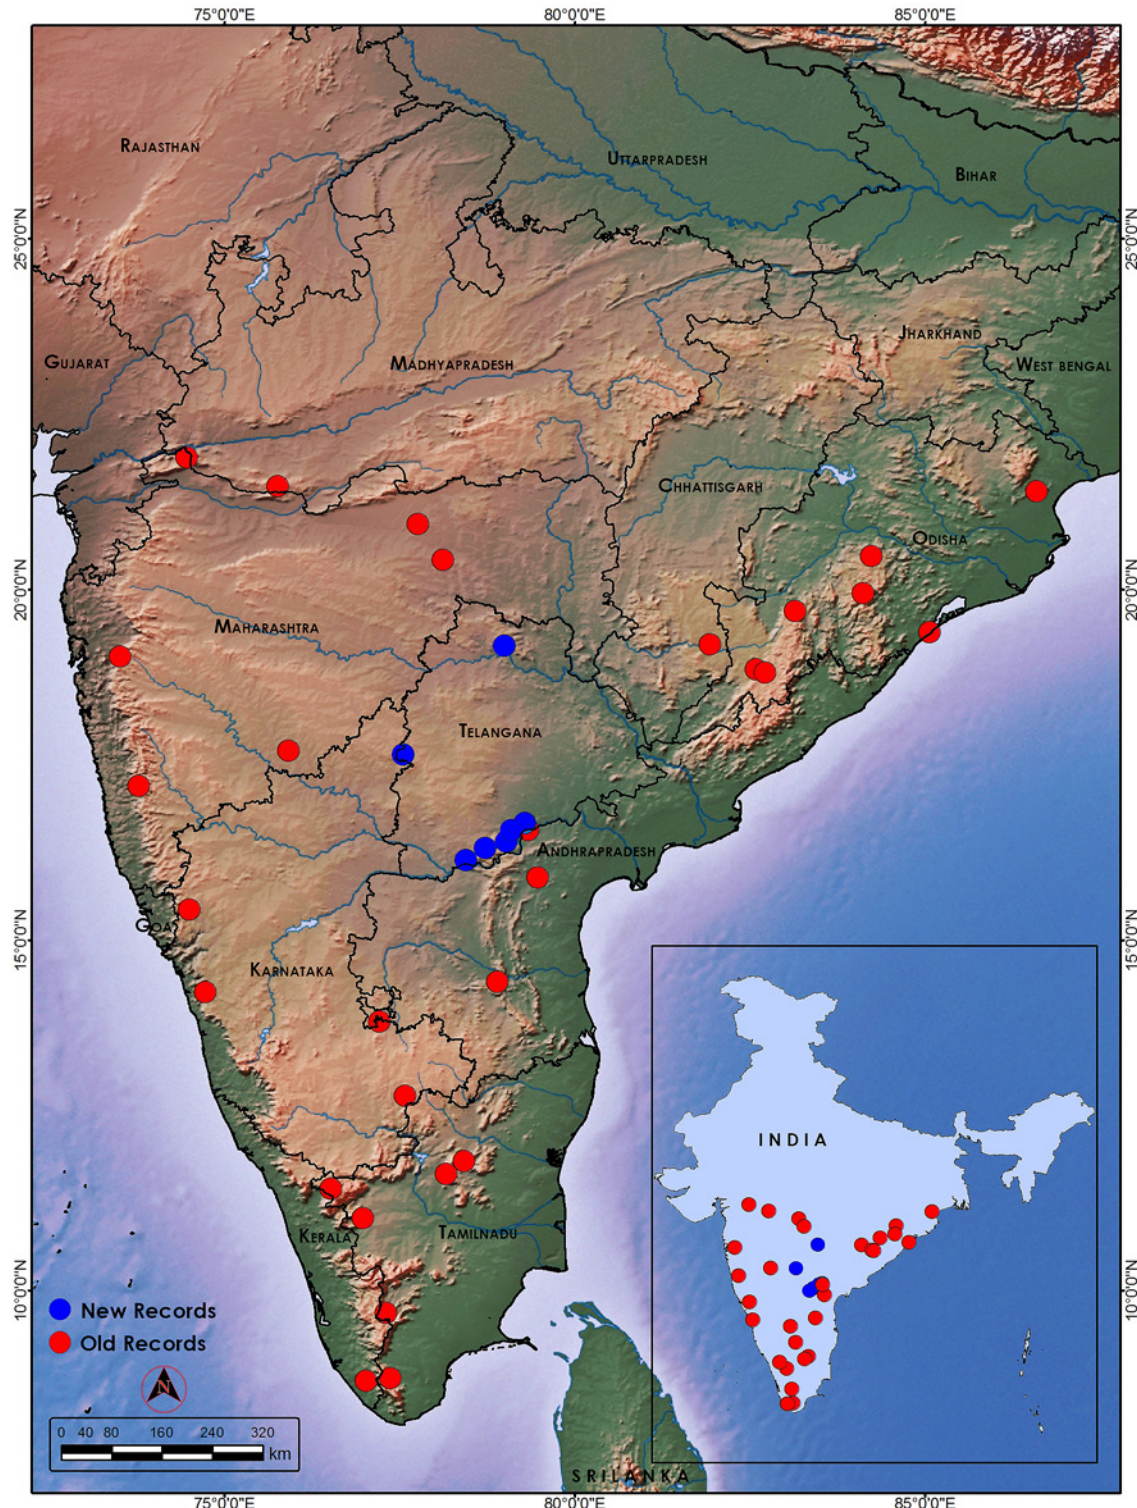 75°0'0"E 80°0'0"E 85°0'0"E
RAJASTHAN
UTTARPRADESH
BIHAR
25°0'0"N 25°0'0"N
JHARKHAND
GUJARAT
MADHYAPRADESH
WEST BENGAL
CHHATTISGARH
ODISHA
20°0'0"N 20°0'0"N
MAHARASHTRA
TELANGANA
ANDHRAPRADESH
GOA
15°0'0"N 15°0'0"N
KARNATAKA
INDIA
TAMILNADU
KERALA
10°0'0"N 10°0'0"N
New Records
Old Records
N
0 40 80 160 240 320
km
SRILANKA
75°0'0"E 80°0'0"E 85°0'0"E